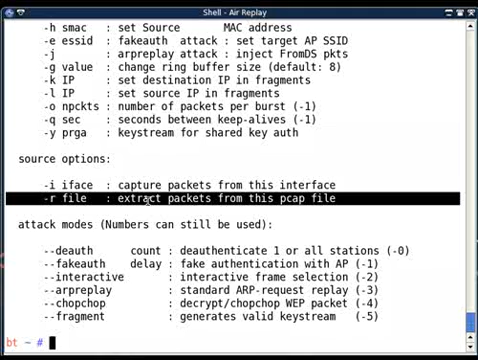 Shell - Air Replay
-h smac : set Source MAC address
-e essid : fakeauth attack : set target AP SSID
-j : arpreplay attack : inject FromDS pkts
-g value : change ring buffer size (default: 8)
-k IP : set destination IP in fragments
-l IP : set source IP in fragments
-o npckts : number of packets per burst (-1)
-q sec : seconds between keep-alives (-1)
-y prga : keystream for shared key auth
source options:
-i iface : capture packets from this interface
-r file : extract packets from this pcap file
attack modes (Numbers can still be used):
--deauth count : deauthenticate 1 or all stations (-0)
--fakeauth delay : fake authentication with AP (-1)
--interactive : interactive frame selection (-2)
--arpreplay : standard ARP-request replay (-3)
--chopchop : decrypt/chopchop WEP packet (-4)
--fragment : generates valid keystream (-5)
bt ~ #